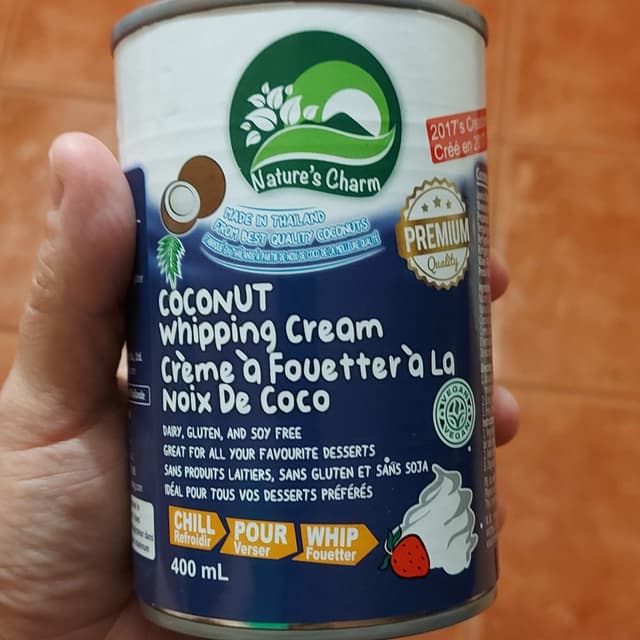 Nature's Charm
2017's
Créé en
MADE IN THAILAND
FROM BEST QUALITY COCONUTS
PREMIUM
Quality
COCONUT
Whipping Cream
Crème à Fouetter à La
Noix De Coco
VEGAN
VEGAN
DAIRY, GLUTEN, AND SOY FREE
GREAT FOR ALL YOUR FAVOURITE DESSERTS
SANS PRODUITS LAITIERS, SANS GLUTEN ET SANS SOJA
IDÉAL POUR TOUS VOS DESSERTS PRÉFÉRÉS
CHILL POUR WHIP
Refroidir Verser Fouetter
400 mL